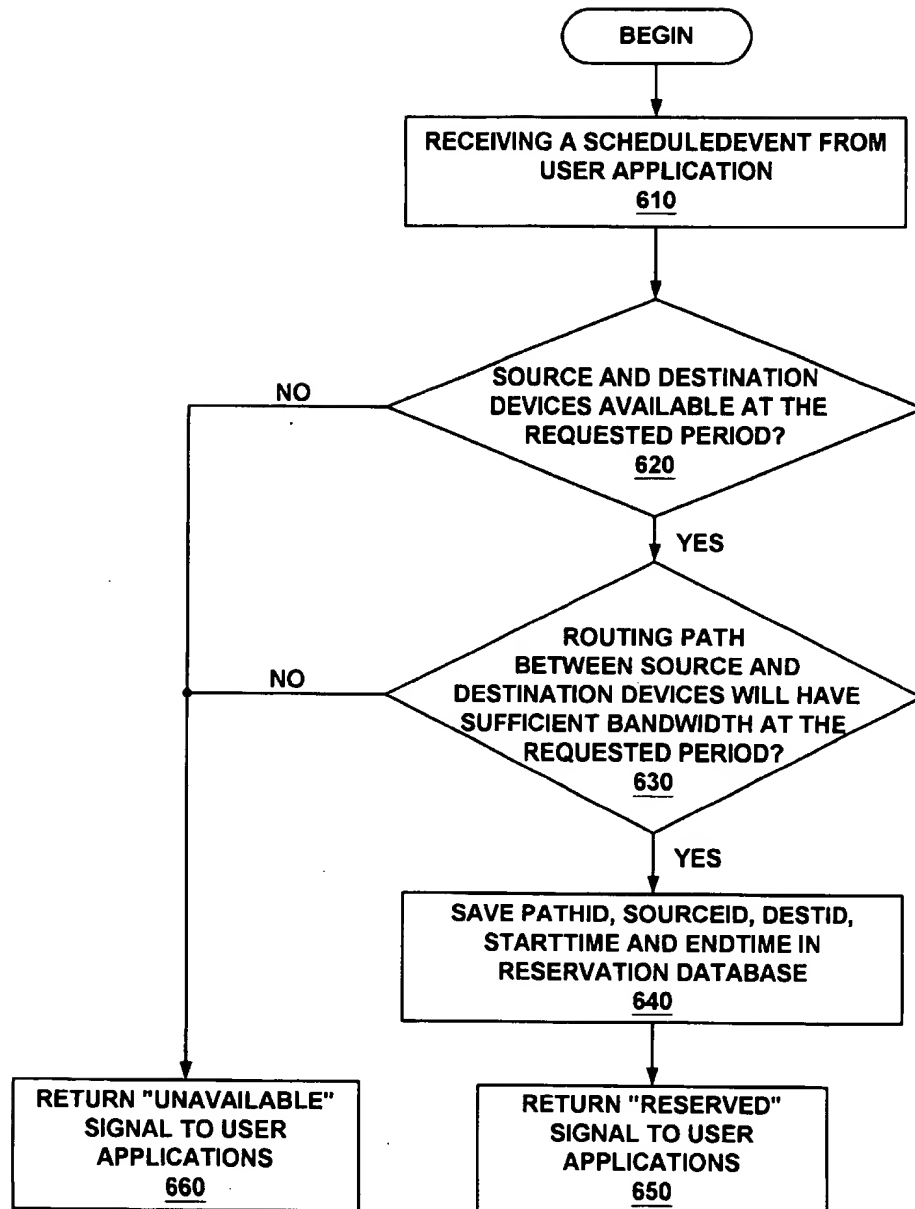 BEGIN
RECEIVING A SCHEDULEDEVENT FROM
USER APPLICATION
610
SOURCE AND DESTINATION
DEVICES AVAILABLE AT THE
REQUESTED PERIOD?
620
NO
YES
ROUTING PATH
BETWEEN SOURCE AND
DESTINATION DEVICES WILL HAVE
SUFFICIENT BANDWIDTH AT THE
REQUESTED PERIOD?
630
NO
YES
SAVE PATHID, SOURCEID, DESTID,
STARTTIME AND ENDTIME IN
RESERVATION DATABASE
640
RETURN "UNAVAILABLE"
SIGNAL TO USER
APPLICATIONS
660
RETURN "RESERVED"
SIGNAL TO USER
APPLICATIONS
650